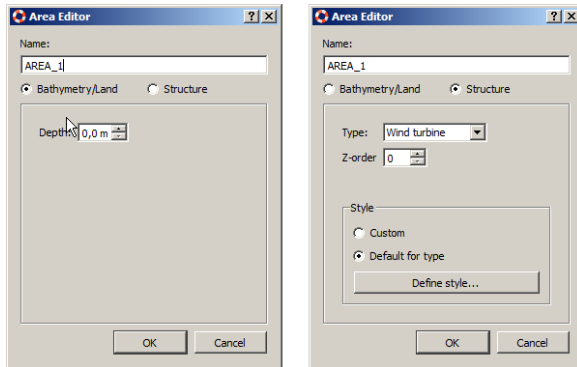 Area Editor
Name:
AREA_1
Bathymetry/Land Structure
Depth: 0,0 m
OK Cancel
Area Editor
Name:
AREA_1
Bathymetry/Land Structure
Type: Wind turbine
Z-order 0
Style
Custom
Default for type
Define style...
OK Cancel